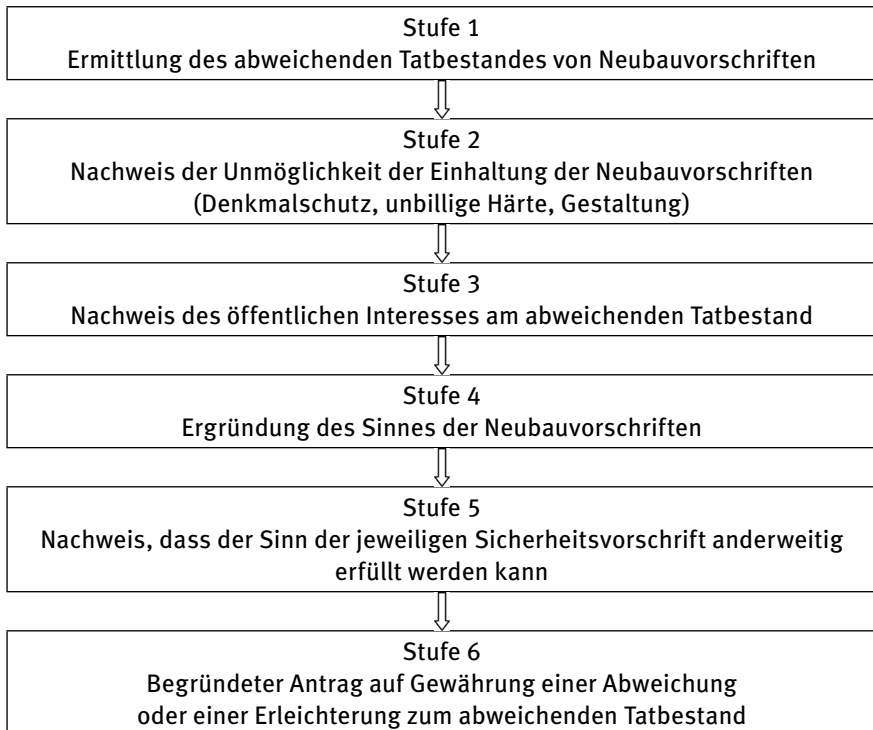 Stufe 1
Ermittlung des abweichenden Tatbestandes von Neubauvorschriften
Stufe 2
Nachweis der Unmöglichkeit der Einhaltung der Neubauvorschriften
(Denkmalschutz, unbillige Härte, Gestaltung)
Stufe 3
Nachweis des öffentlichen Interesses am abweichenden Tatbestand
Stufe 4
Ergründung des Sinnes der Neubauvorschriften
Stufe 5
Nachweis, dass der Sinn der jeweiligen Sicherheitsvorschrift anderweitig
erfüllt werden kann
Stufe 6
Begründeter Antrag auf Gewährung einer Abweichung
oder einer Erleichterung zum abweichenden Tatbestand